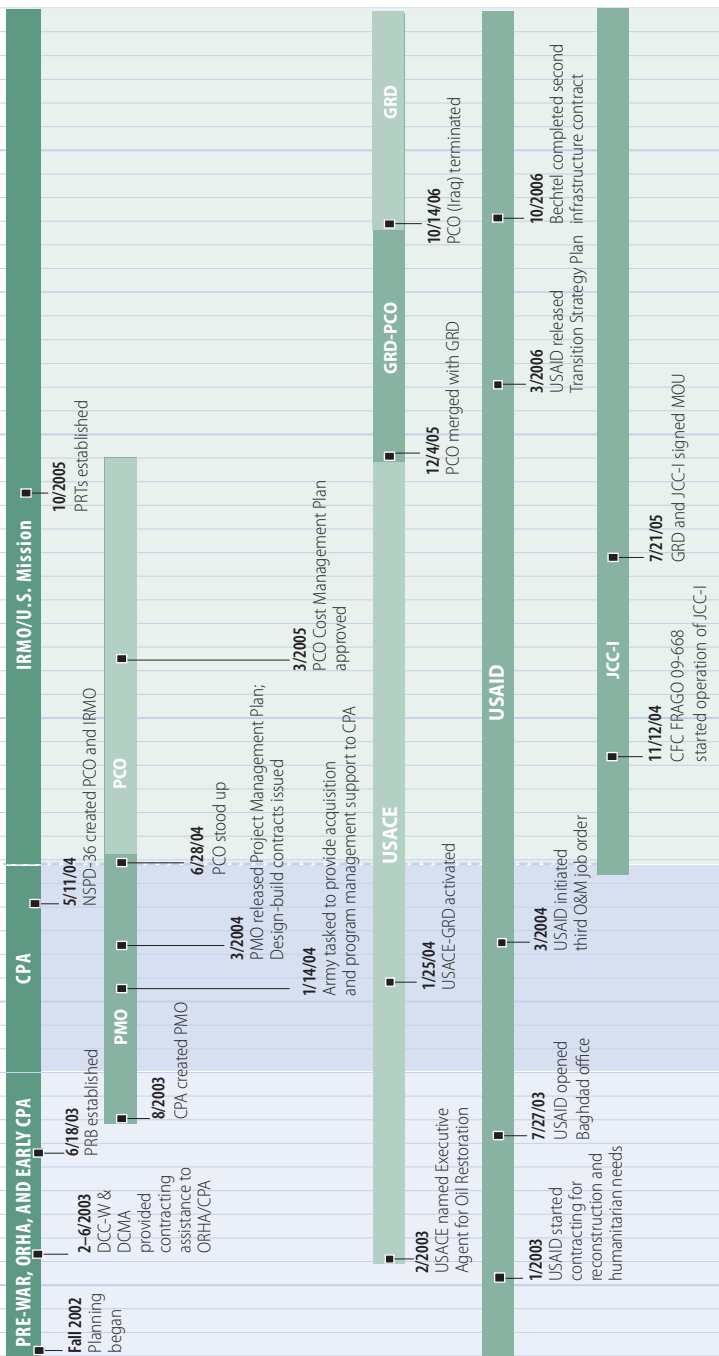 PRE-WAR, ORHA, AND EARLY CPA
CPA
IRMO/U.S. Mission
Fall 2002
Planning
began
2–6/2003
DCC-W &
DCMA
provided
contracting
assistance to
ORHA/CPA
6/18/03
PRB established
5/11/04
NSPD-36 created PCO and IRMO
10/2005
PRTs established
PMO
PCO
8/2003
CPA created PMO
1/14/04
Army tasked to provide acquisition
and program management support to CPA
3/2004
PMO released Project Management Plan;
Design-build contracts issued
6/28/04
PCO stood up
3/2005
PCO Cost Management Plan
approved
USACE
GRD-PCO
GRD
2/2003
USACE named Executive
Agent for Oil Restoration
1/25/04
USACE-GRD activated
12/4/05
PCO merged with GRD
10/14/06
PCO (Iraq) terminated
USAID
1/2003
USAID started
contracting for
reconstruction and
humanitarian needs
7/27/03
USAID opened
Baghdad office
3/2004
USAID initiated
third O&M job order
3/2006
USAID released
Transition Strategy Plan
10/2006
Bechtel completed second
infrastructure contract
JCC-I
11/12/04
CFC FRAGO 09-668
started operation of JCC-I
7/21/05
GRD and JCC-I signed MOU